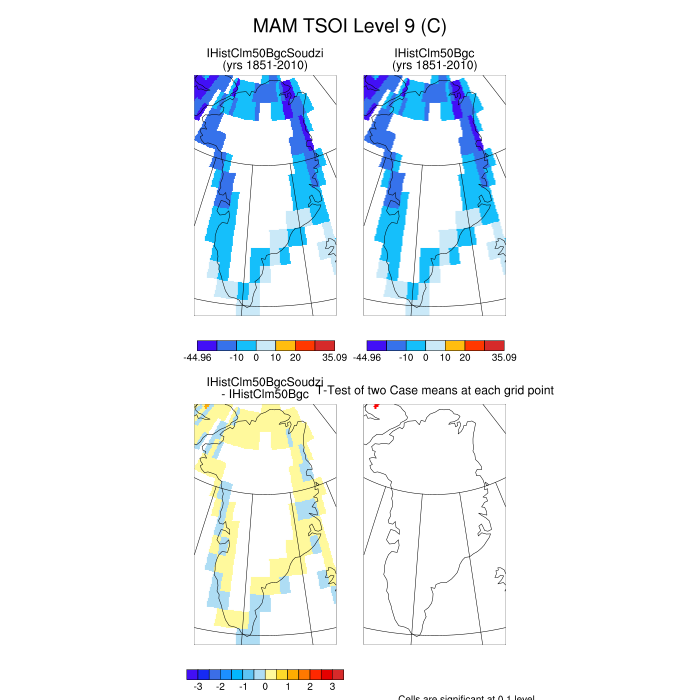 MAM TSOI Level 9 (C)
IHistClm50BgcSoudzi
(yrs 1851-2010)
IHistClm50Bgc
(yrs 1851-2010)
-44.96 -10 0 10 20 35.09
-44.96 -10 0 10 20 35.09
IHistClm50BgcSoudzi
- IHistClm50Bgc
T-Test of two Case means at each grid point
-3 -2 -1 0 1 2 3
Cells are significant at 0.1 level